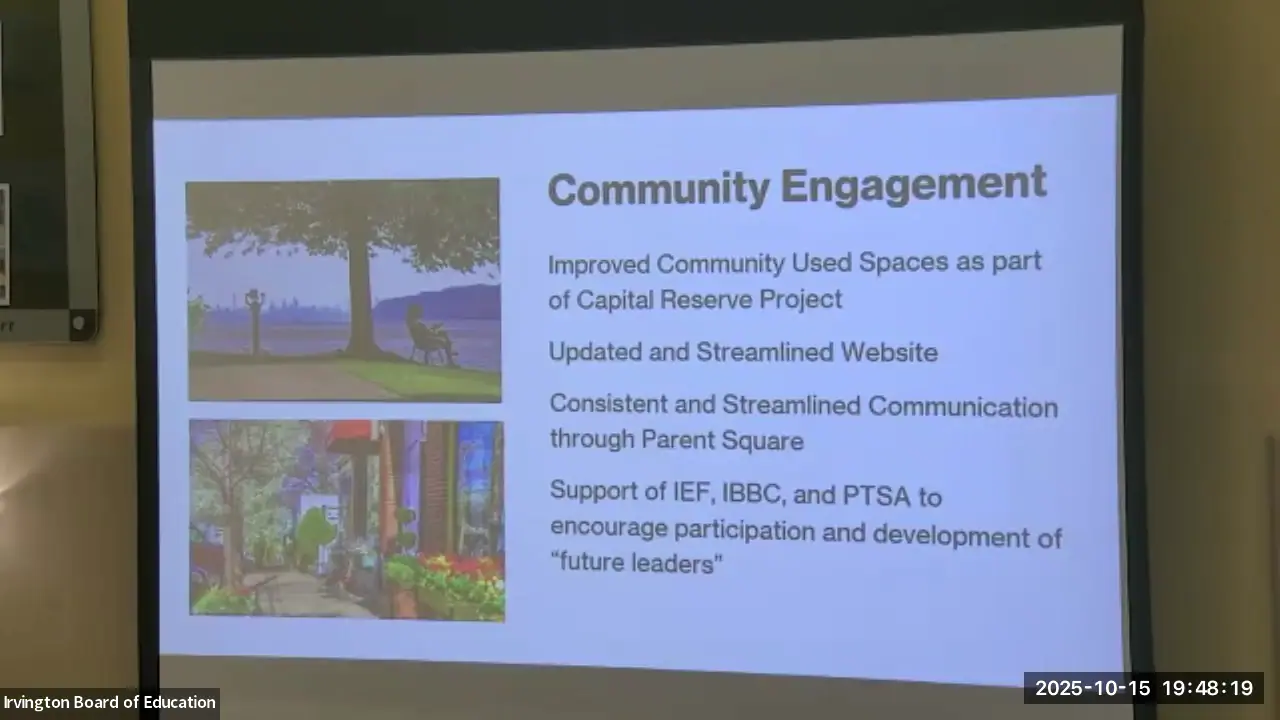 Community Engagement
Improved Community Used Spaces as part
of Capital Reserve Project
Updated and Streamlined Website
Consistent and Streamlined Communication
through Parent Square
Support of IEF, IBBC, and PTSA to
encourage participation and development of
“future leaders”
Irvington Board of Education
2025-10-15 19:48:19